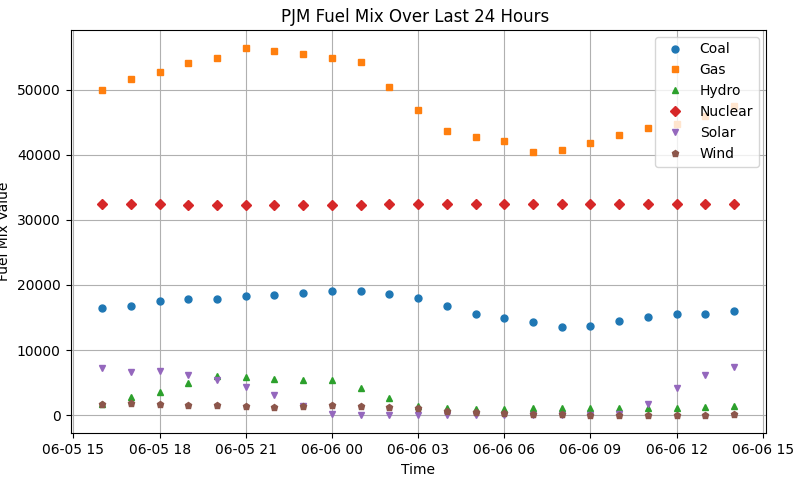 PJM Fuel Mix Over Last 24 Hours
Fuel Mix Value
50000
40000
30000
20000
10000
0
Coal
Gas
Hydro
Nuclear
Solar
Wind
06-05 15 06-05 18 06-05 21 06-06 00 06-06 03 06-06 06 06-06 09 06-06 12 06-06 15
Time